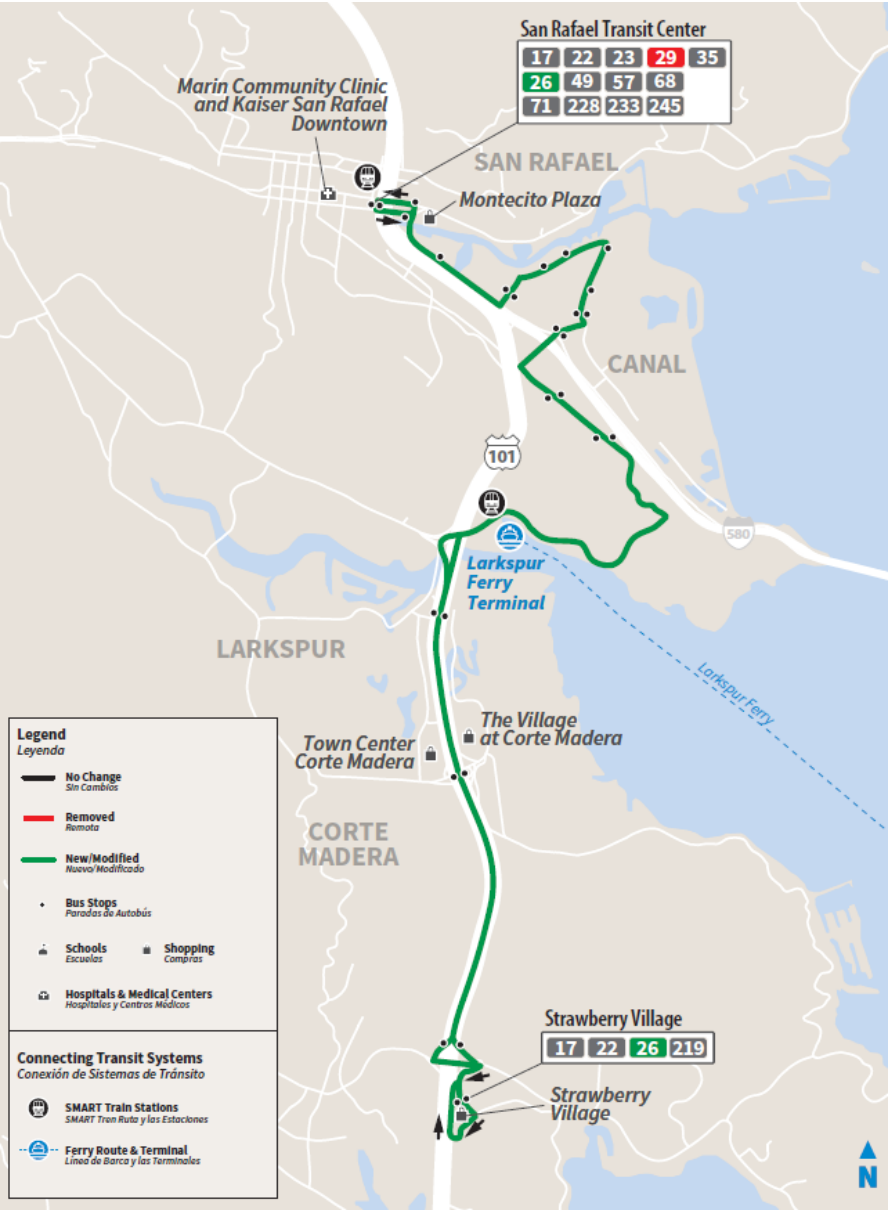 San Rafael Transit Center
17 22 23 29 35
26 49 57 68
71 228 233 245
Marin Community Clinic
and Kaiser San Rafael
Downtown
SAN RAFAEL
Montecito Plaza
CANAL
101
580
Larkspur
Ferry
Terminal
LARKSPUR
Larkspur Ferry
The Village
at Corte Madera
Town Center
Corte Madera
CORTE
MADERA
Strawberry Village
17 22 26 219
Strawberry
Village
N
Legend
Leyenda
No Change
Sin Cambios
Removed
Remota
New/Modified
Nuevo/Modificado
Bus Stops
Paradas de Autobús
Schools
Escuelas
Shopping
Compras
Hospitals & Medical Centers
Hospitales y Centros Médicos
Connecting Transit Systems
Conexión de Sistemas de Tránsito
SMART Train Stations
SMART Tren Ruta y las Estaciones
Ferry Route & Terminal
Línea de Barca y las Terminales